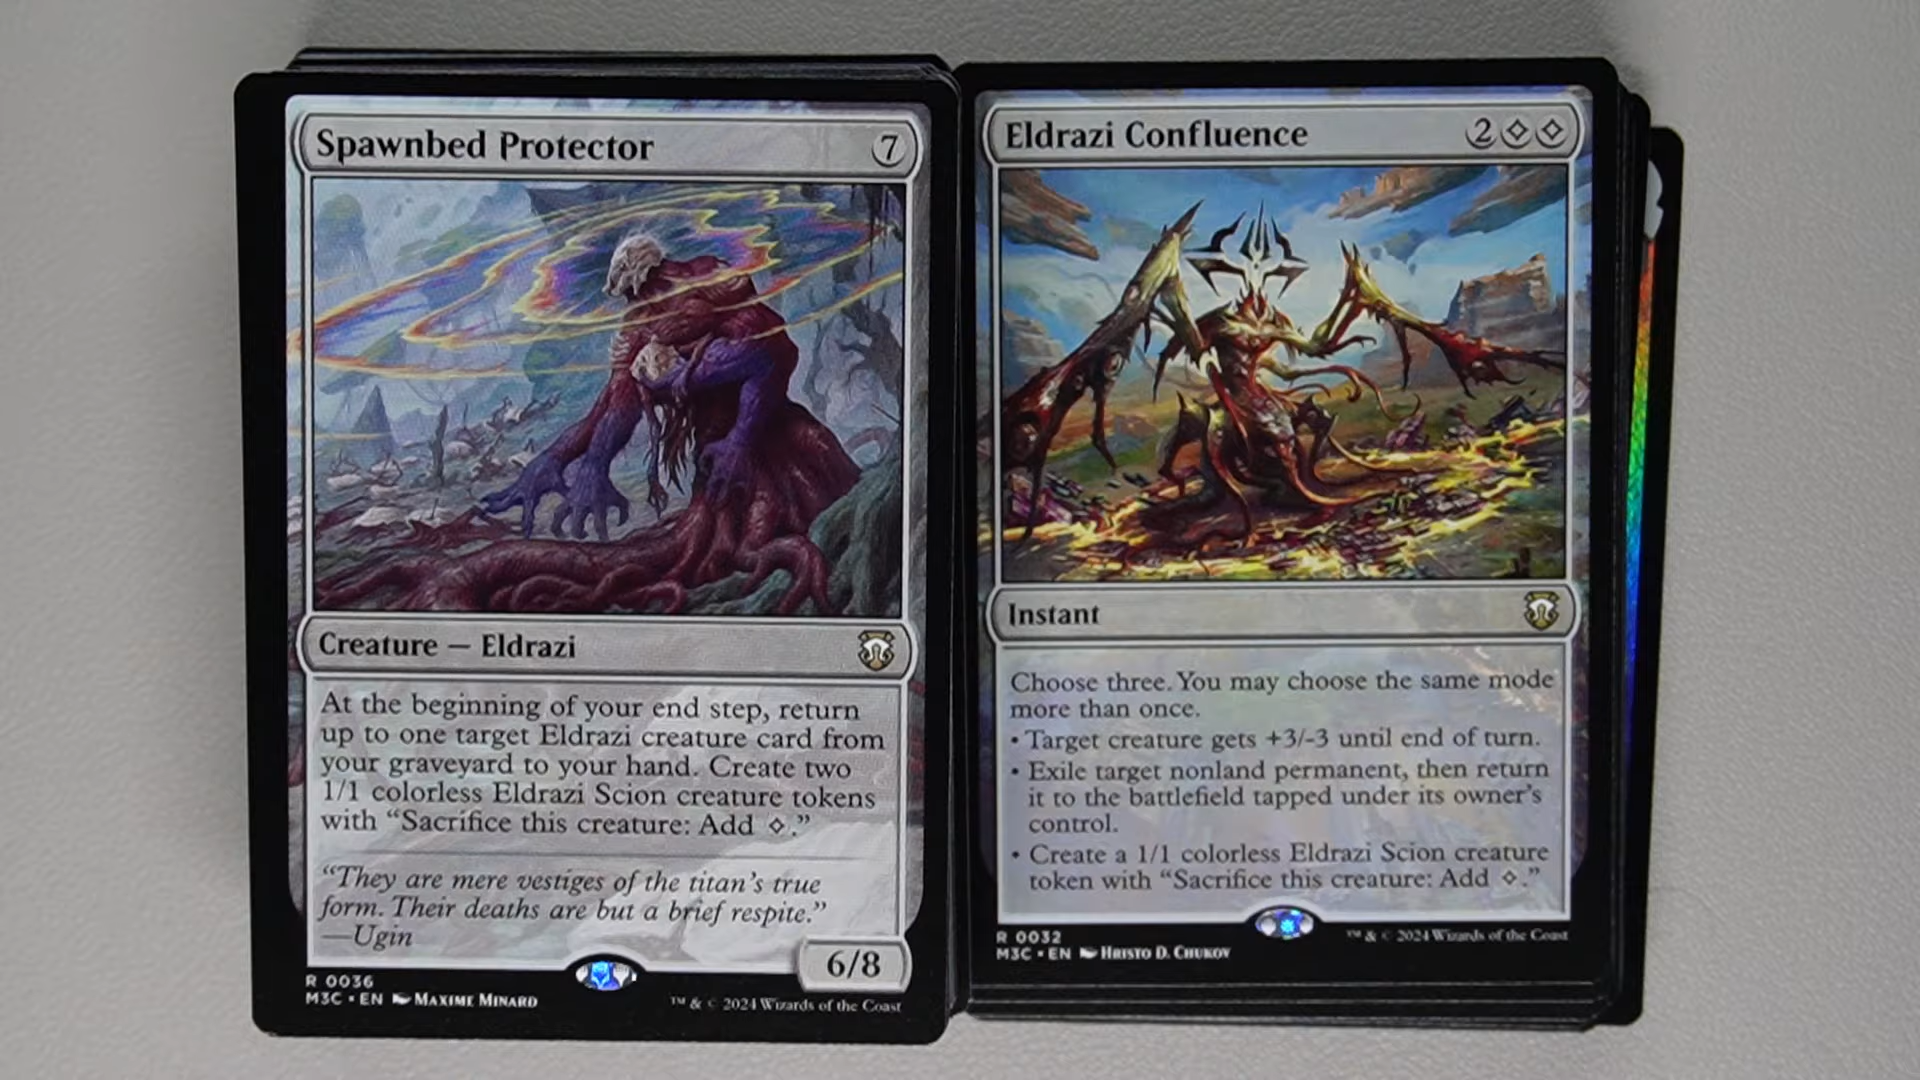 Spawnbed Protector 7
Creature — Eldrazi
At the beginning of your end step, return
up to one target Eldrazi creature card from
your graveyard to your hand. Create two
1/1 colorless Eldrazi Scion creature tokens
with “Sacrifice this creature: Add ◇.”
“They are mere vestiges of the titan’s true
form. Their deaths are but a brief respite.”
—Ugin
6/8
R 0036
M3C • EN MAXIME MINARD
™ & © 2024 Wizards of the Coast
Eldrazi Confluence 2◇◇
Instant
Choose three. You may choose the same mode
more than once.
• Target creature gets +3/-3 until end of turn.
• Exile target nonland permanent, then return
it to the battlefield tapped under its owner’s
control.
• Create a 1/1 colorless Eldrazi Scion creature
token with “Sacrifice this creature: Add ◇.”
R 0032
M3C • EN HRISTO D. CHUKOV
™ & © 2024 Wizards of the Coast